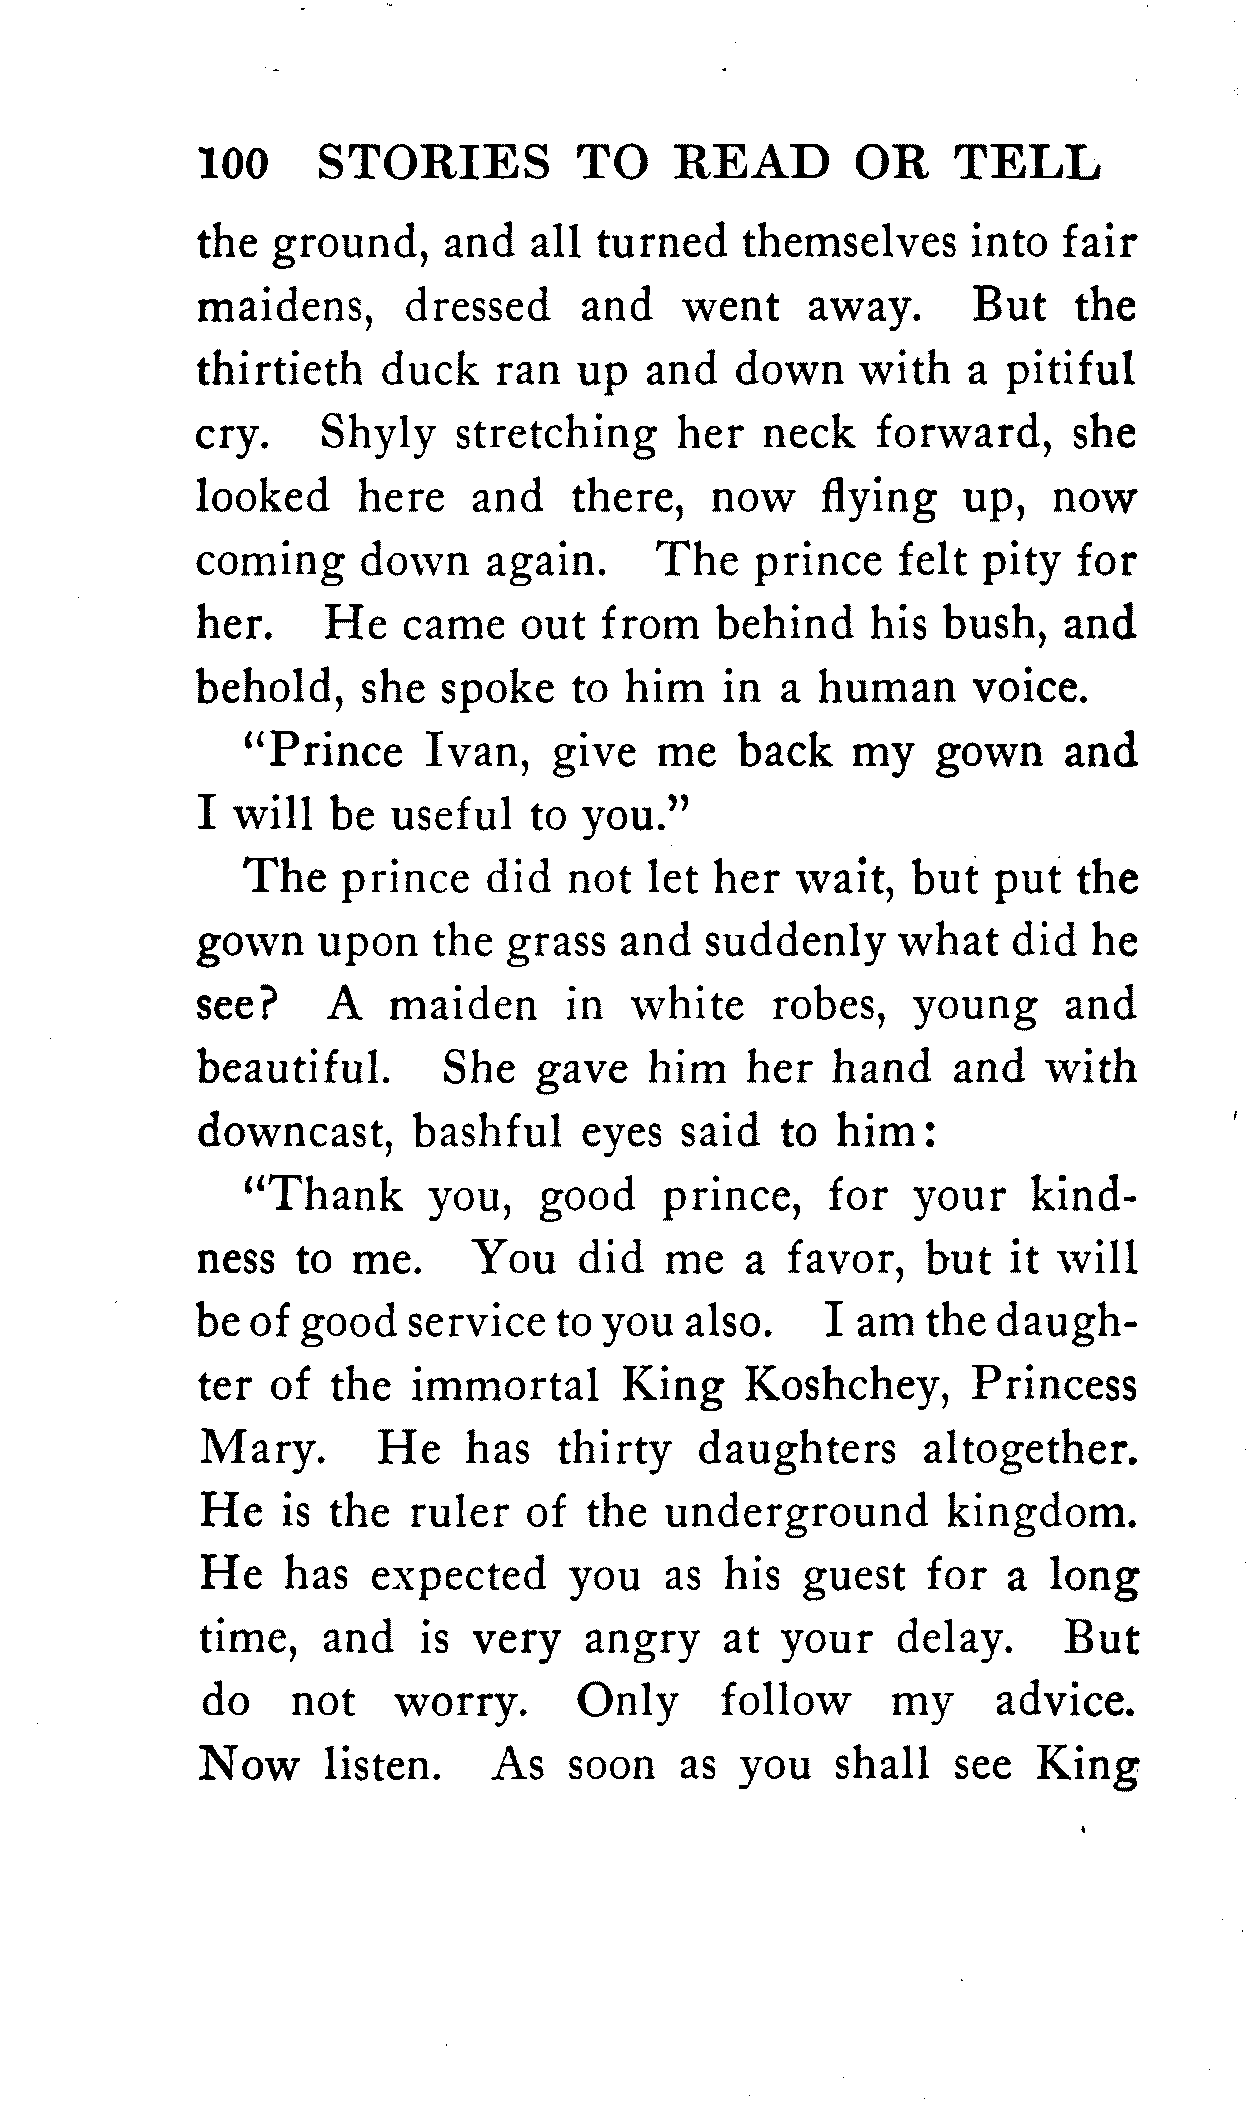 100 STORIES TO READ OR TELL
the ground, and all turned themselves into fair
maidens, dressed and went away. But the
thirtieth duck ran up and down with a pitiful
cry. Shyly stretching her neck forward, she
looked here and there, now flying up, now
coming down again. The prince felt pity for
her. He came out from behind his bush, and
behold, she spoke to him in a human voice.
"Prince Ivan, give me back my gown and
I will be useful to you."
The prince did not let her wait, but put the
gown upon the grass and suddenly what did he
see? A maiden in white robes, young and
beautiful. She gave him her hand and with
downcast, bashful eyes said to him:
"Thank you, good prince, for your kind-
ness to me. You did me a favor, but it will
be of good service to you also. I am the daugh-
ter of the immortal King Koshchey, Princess
Mary. He has thirty daughters altogether.
He is the ruler of the underground kingdom.
He has expected you as his guest for a long
time, and is very angry at your delay. But
do not worry. Only follow my advice.
Now listen. As soon as you shall see King